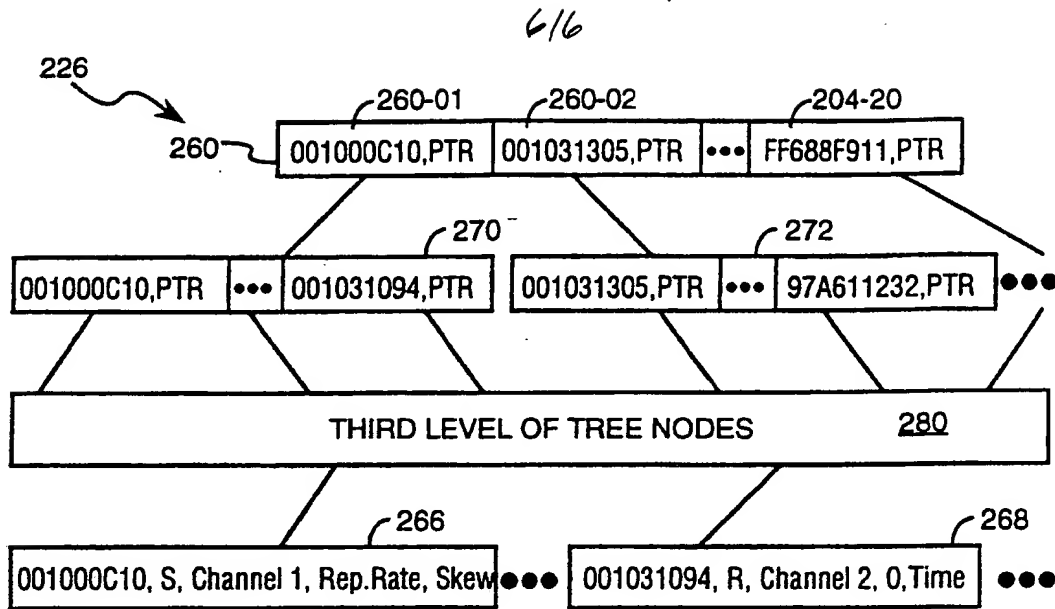 6/6
226
260-01 260-02 204-20
260
001000C10,PTR 001031305,PTR ••• FF688F911,PTR
270 272
001000C10,PTR ••• 001031094,PTR 001031305,PTR ••• 97A611232,PTR •••
THIRD LEVEL OF TREE NODES 280
266 268
001000C10, S, Channel 1, Rep.Rate, Skew ••• 001031094, R, Channel 2, 0,Time •••